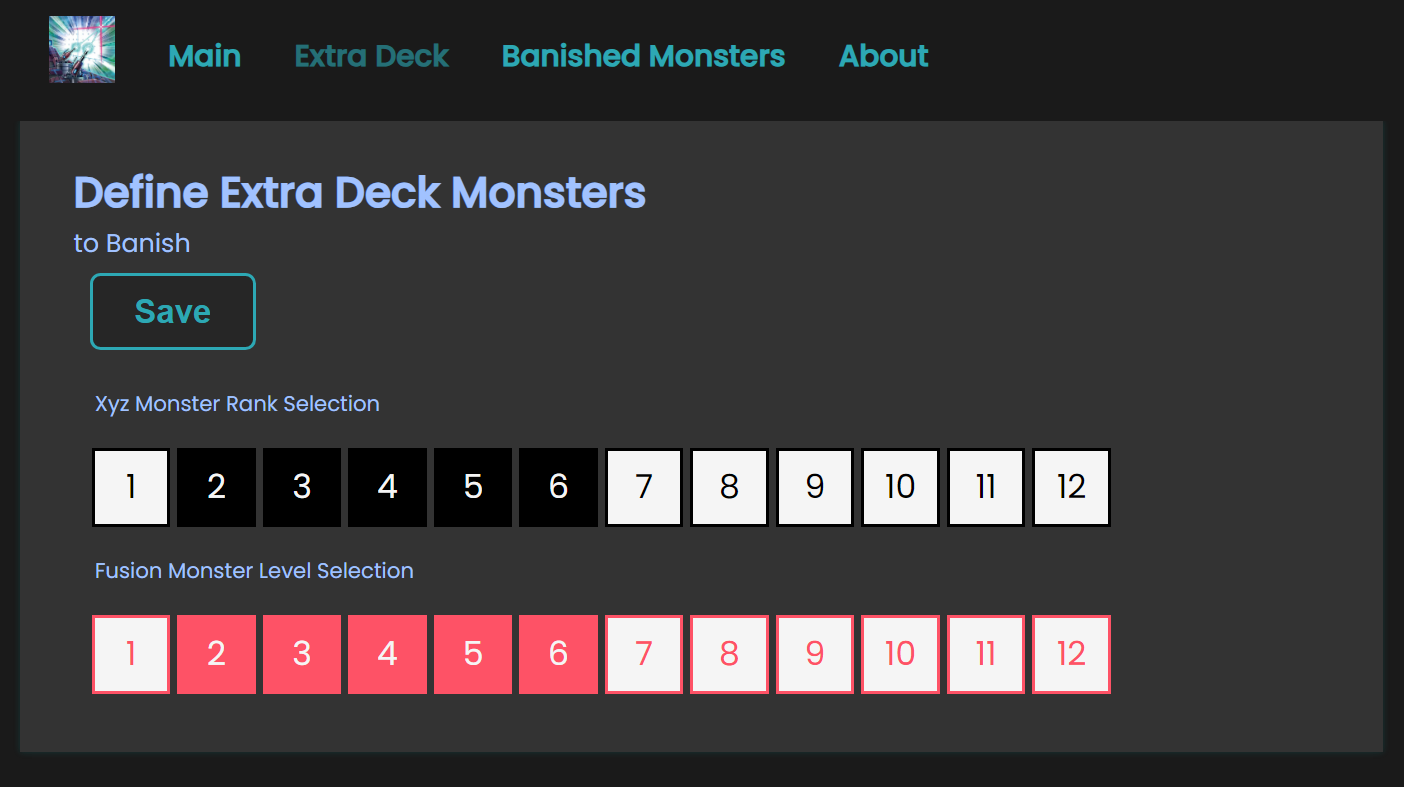 Main Extra Deck Banished Monsters About
Define Extra Deck Monsters
to Banish
Save
Xyz Monster Rank Selection
1 2 3 4 5 6 7 8 9 10 11 12
Fusion Monster Level Selection
1 2 3 4 5 6 7 8 9 10 11 12